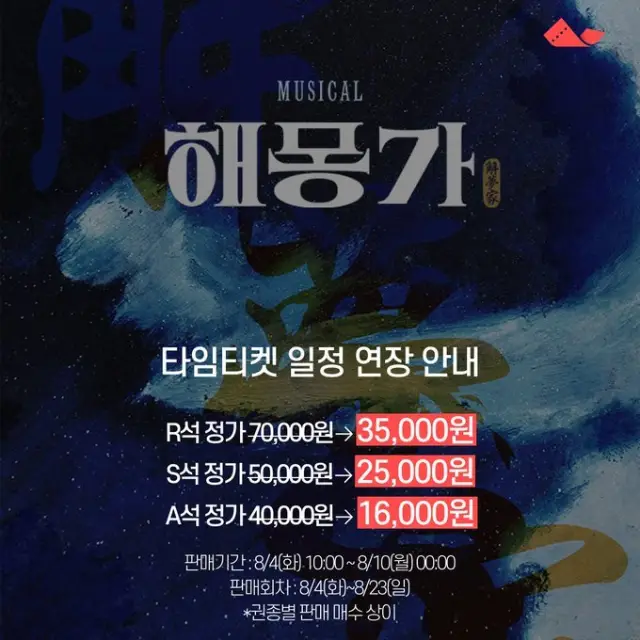 MUSICAL
해몽가
解夢家
타임티켓 일정 연장 안내
R석 정가 70,000원→ 35,000원
S석 정가 50,000원→ 25,000원
A석 정가 40,000원→ 16,000원
판매기간 : 8/4(화) 10:00 ~ 8/10(월) 00:00
판매회차 : 8/4(화)~8/23(일)
*권종별 판매 매수 상이